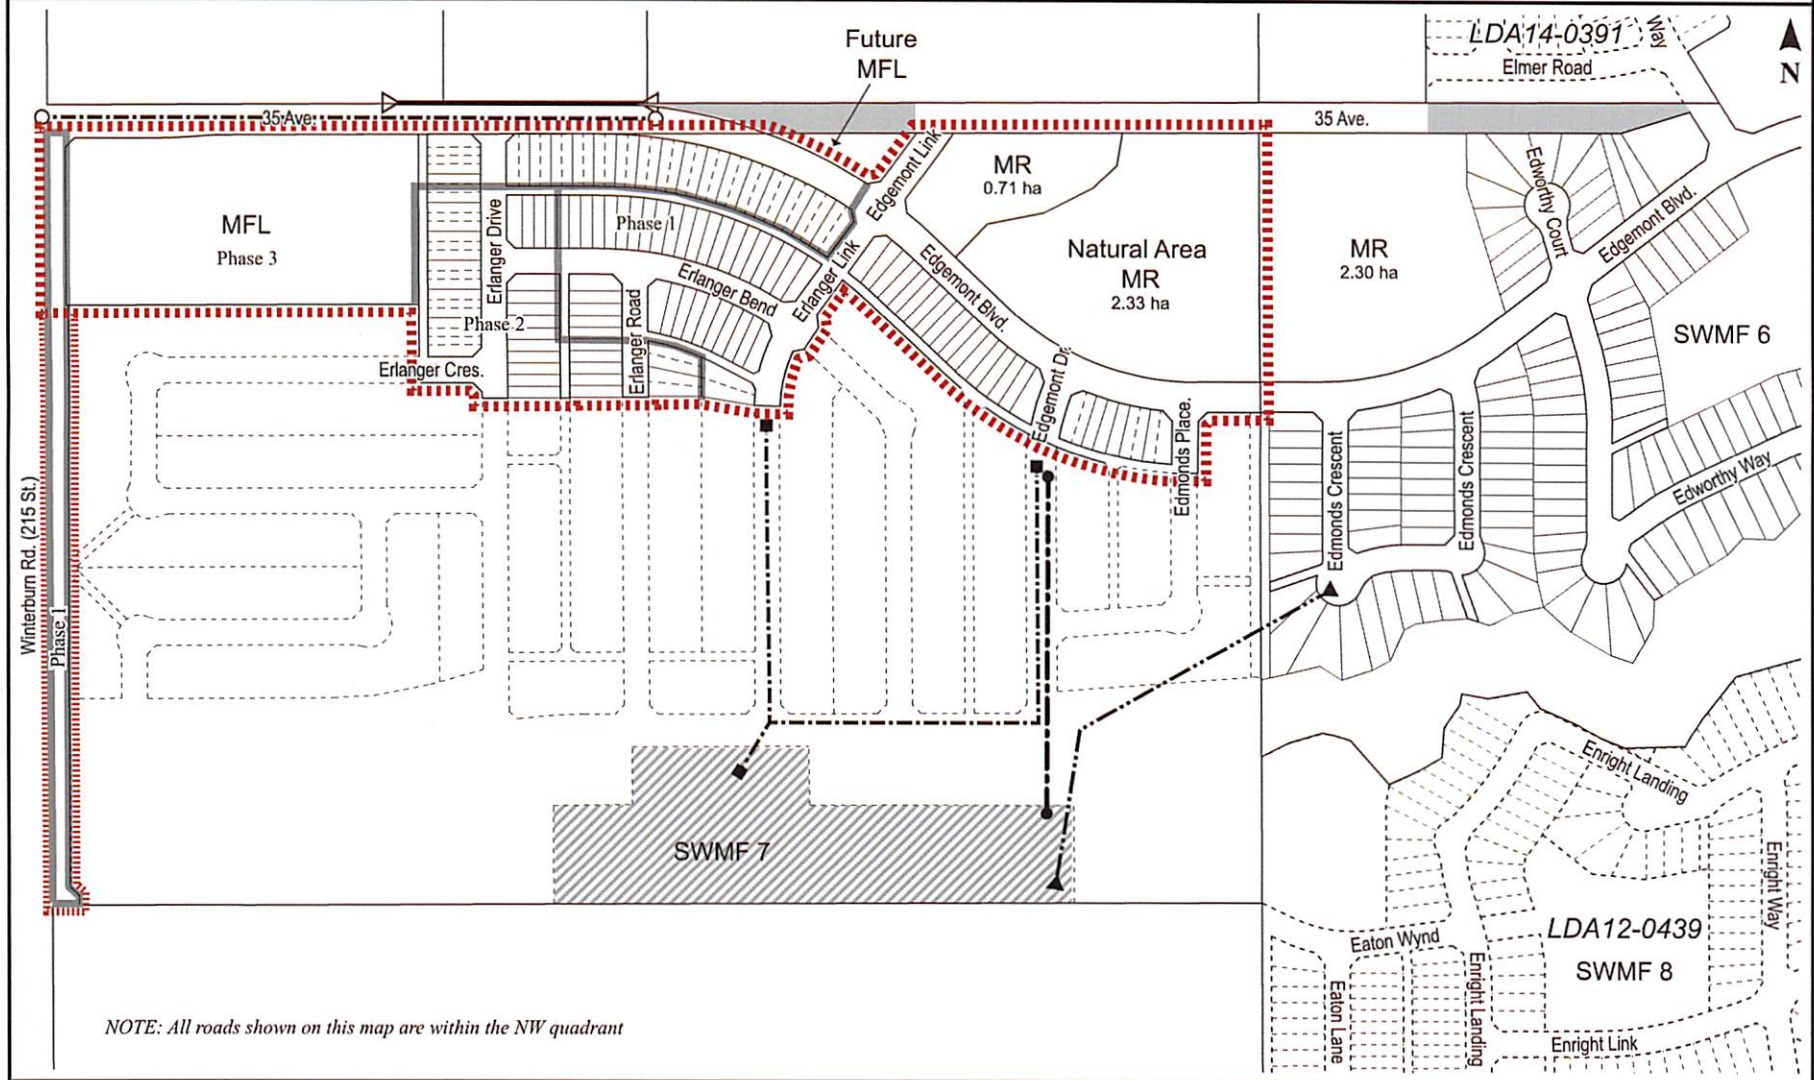 LDA14-0391
Way
Elmer Road
N
Future
MFL
35 Ave.
35 Ave.
Edgemont Link
MR
0.71 ha
Edworthy Court
Edgemont Blvd.
MFL
Phase 3
Erlanger Drive
Phase 1
Erlanger Link
Edgemont Blvd.
Natural Area
MR
2.33 ha
MR
2.30 ha
Erlanger Bend
Phase 2
Erlanger Road
SWMF 6
Erlanger Cres.
Edgemont Dr.
Edmonds Place.
Edmonds Crescent
Edmonds Crescent
Edworthy Way
Winterburn Rd. (215 St.)
Phase 1
Enright Landing
SWMF 7
Enright Way
LDA12-0439
SWMF 8
Eaton Wynd
Eaton Lane
Enright Landing
Enright Link
NOTE: All roads shown on this map are within the NW quadrant